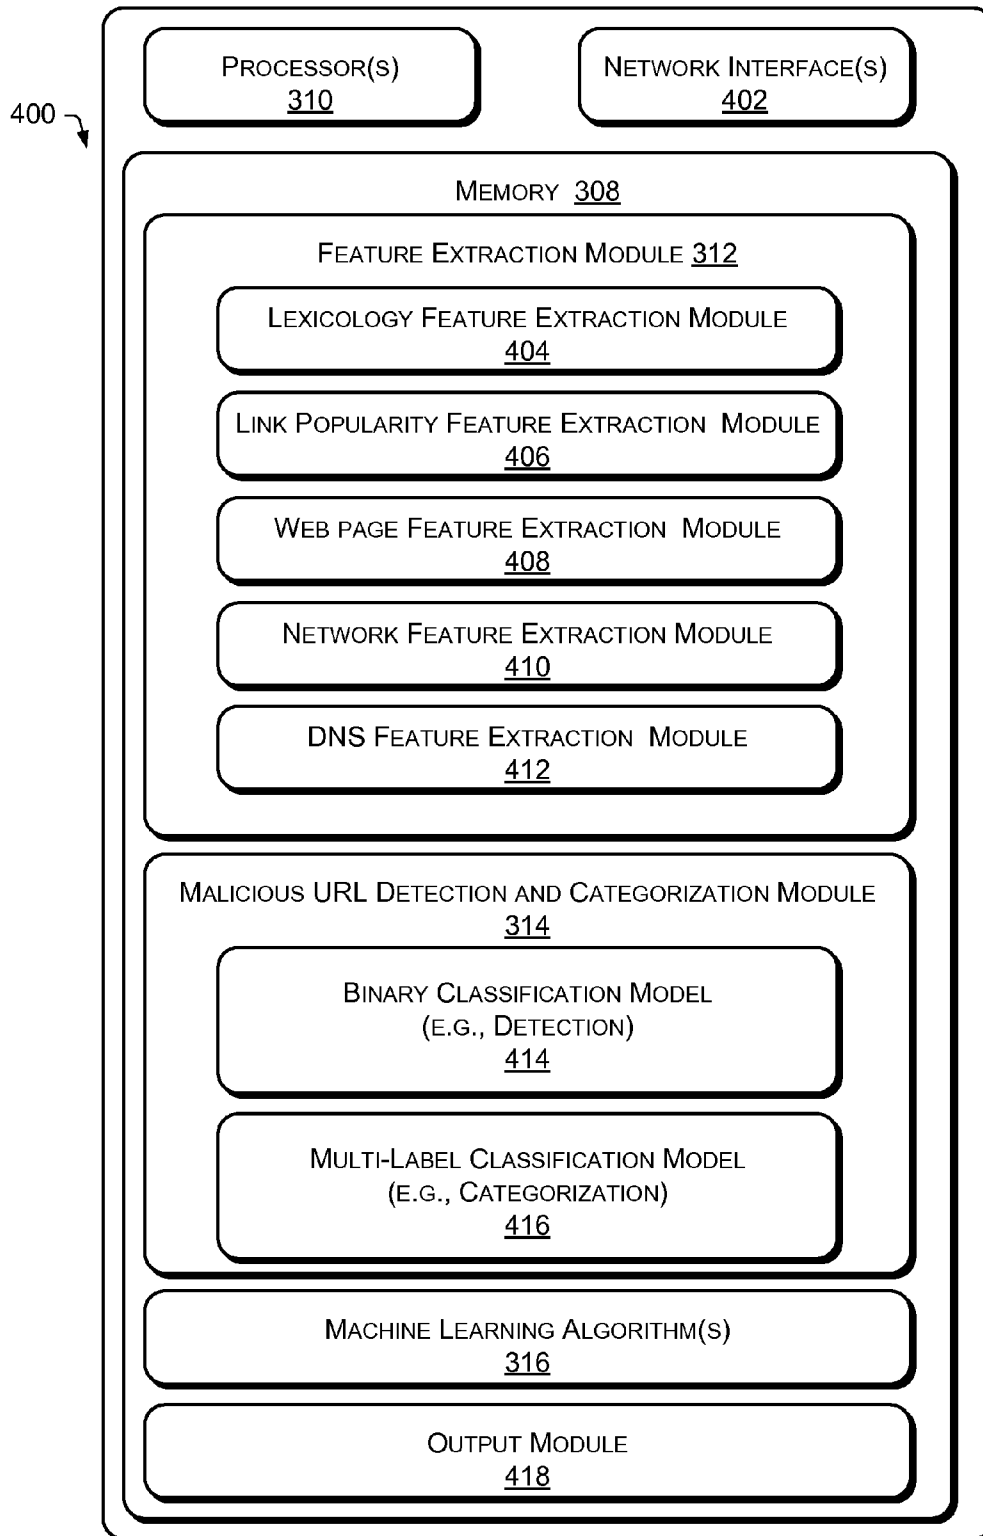 PROCESSOR(S)
310
NETWORK INTERFACE(S)
402
400
MEMORY 308
FEATURE EXTRACTION MODULE 312
LEXICOLOGY FEATURE EXTRACTION MODULE
404
LINK POPULARITY FEATURE EXTRACTION MODULE
406
WEB PAGE FEATURE EXTRACTION MODULE
408
NETWORK FEATURE EXTRACTION MODULE
410
DNS FEATURE EXTRACTION MODULE
412
MALICIOUS URL DETECTION AND CATEGORIZATION MODULE
314
BINARY CLASSIFICATION MODEL
(E.G., DETECTION)
414
MULTI-LABEL CLASSIFICATION MODEL
(E.G., CATEGORIZATION)
416
MACHINE LEARNING ALGORITHM(S)
316
OUTPUT MODULE
418